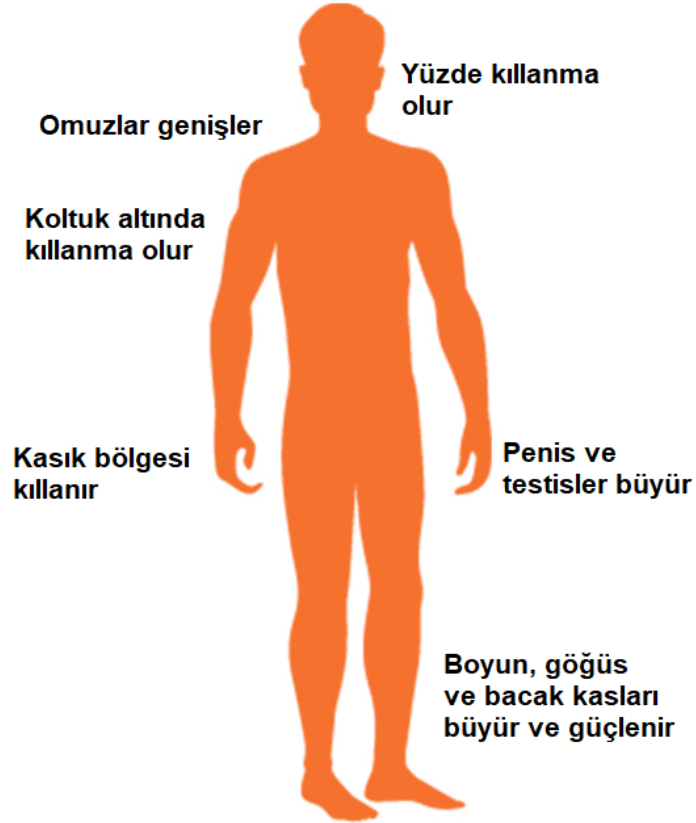 Yüzde kıllanma
olur
Omuzlar genişler
Koltuk altında
kıllanma olur
Kasık bölgesi
kıllanır
Penis ve
testisler büyür
Boyun, göğüs
ve bacak kasları
büyür ve güçlenir